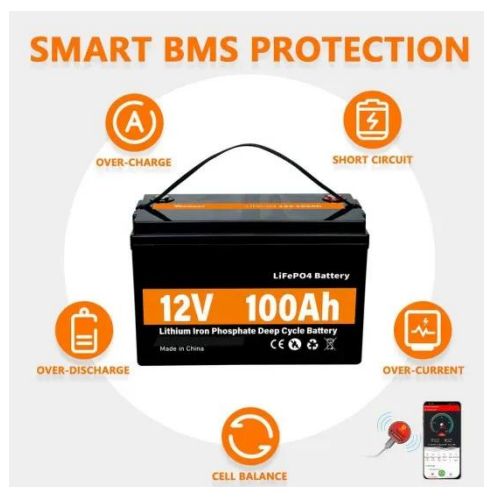 SMART BMS PROTECTION
OVER-CHARGE
SHORT CIRCUIT
LiFePO4 Battery
12V 100Ah
Lithium Iron Phosphate Deep Cycle Battery
Made in China
CE
OVER-DISCHARGE
OVER-CURRENT
CELL BALANCE